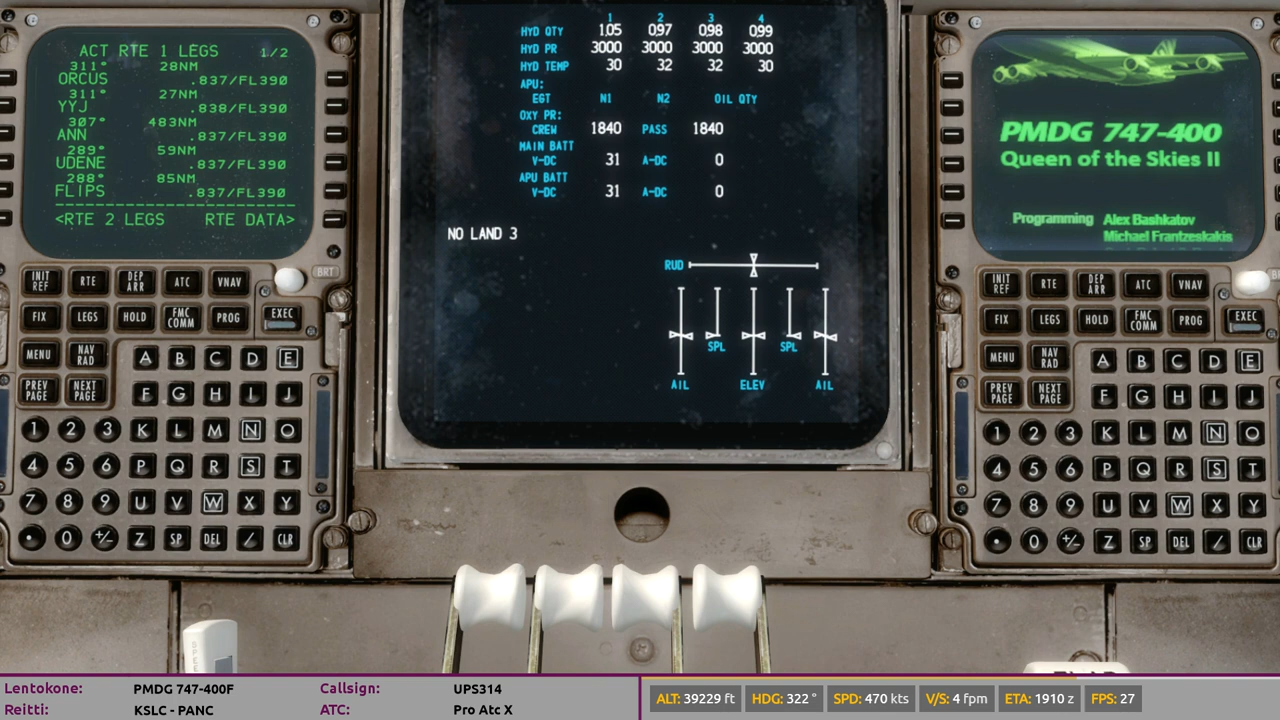 ACT RTE 1 LEGS 1/2
311° 28NM
ORCUS .837/FL390
311° 27NM
YYJ .838/FL390
307° 483NM
ANN .837/FL390
289° 59NM
UDENE .837/FL390
288° 85NM
FLIPS .837/FL390
<RTE 2 LEGS RTE DATA>
BRT
INIT REF RTE DEP ARR ATC VNAV
FIX LEGS HOLD FMC COMM PROG EXEC
MENU NAV RAD A B C D E
PREV PAGE NEXT PAGE F G H I J
1 2 3 K L M N O
4 5 6 P Q R S T
7 8 9 U V W X Y
. 0 +/- Z SP DEL / CLR
1 2 3 4
HYD QTY 1.05 0.97 0.98 0.99
HYD PR 3000 3000 3000 3000
HYD TEMP 30 32 32 30
APU:
EGT N1 N2 OIL QTY
OXY PR:
CREW 1840 PASS 1840
MAIN BATT
V-DC 31 A-DC 0
APU BATT
V-DC 31 A-DC 0
NO LAND 3
RUD
SPL SPL
AIL ELEV AIL
PMDG 747-400
Queen of the Skies II
Programming Alex Bashkatov
Michael Frantzeskakis
INIT REF RTE DEP ARR ATC VNAV
FIX LEGS HOLD FMC COMM PROG EXEC
MENU NAV RAD A B C D E
PREV PAGE NEXT PAGE F G H I J
1 2 3 K L M N O
4 5 6 P Q R S T
7 8 9 U V W X Y
. 0 +/- Z SP DEL / CLR
Lentokone: PMDG 747-400F Callsign: UPS314
Reitti: KSLC - PANC ATC: Pro Atc X
ALT: 39229 ft HDG: 322 ° SPD: 470 kts V/S: 4 fpm ETA: 1910 z FPS: 27